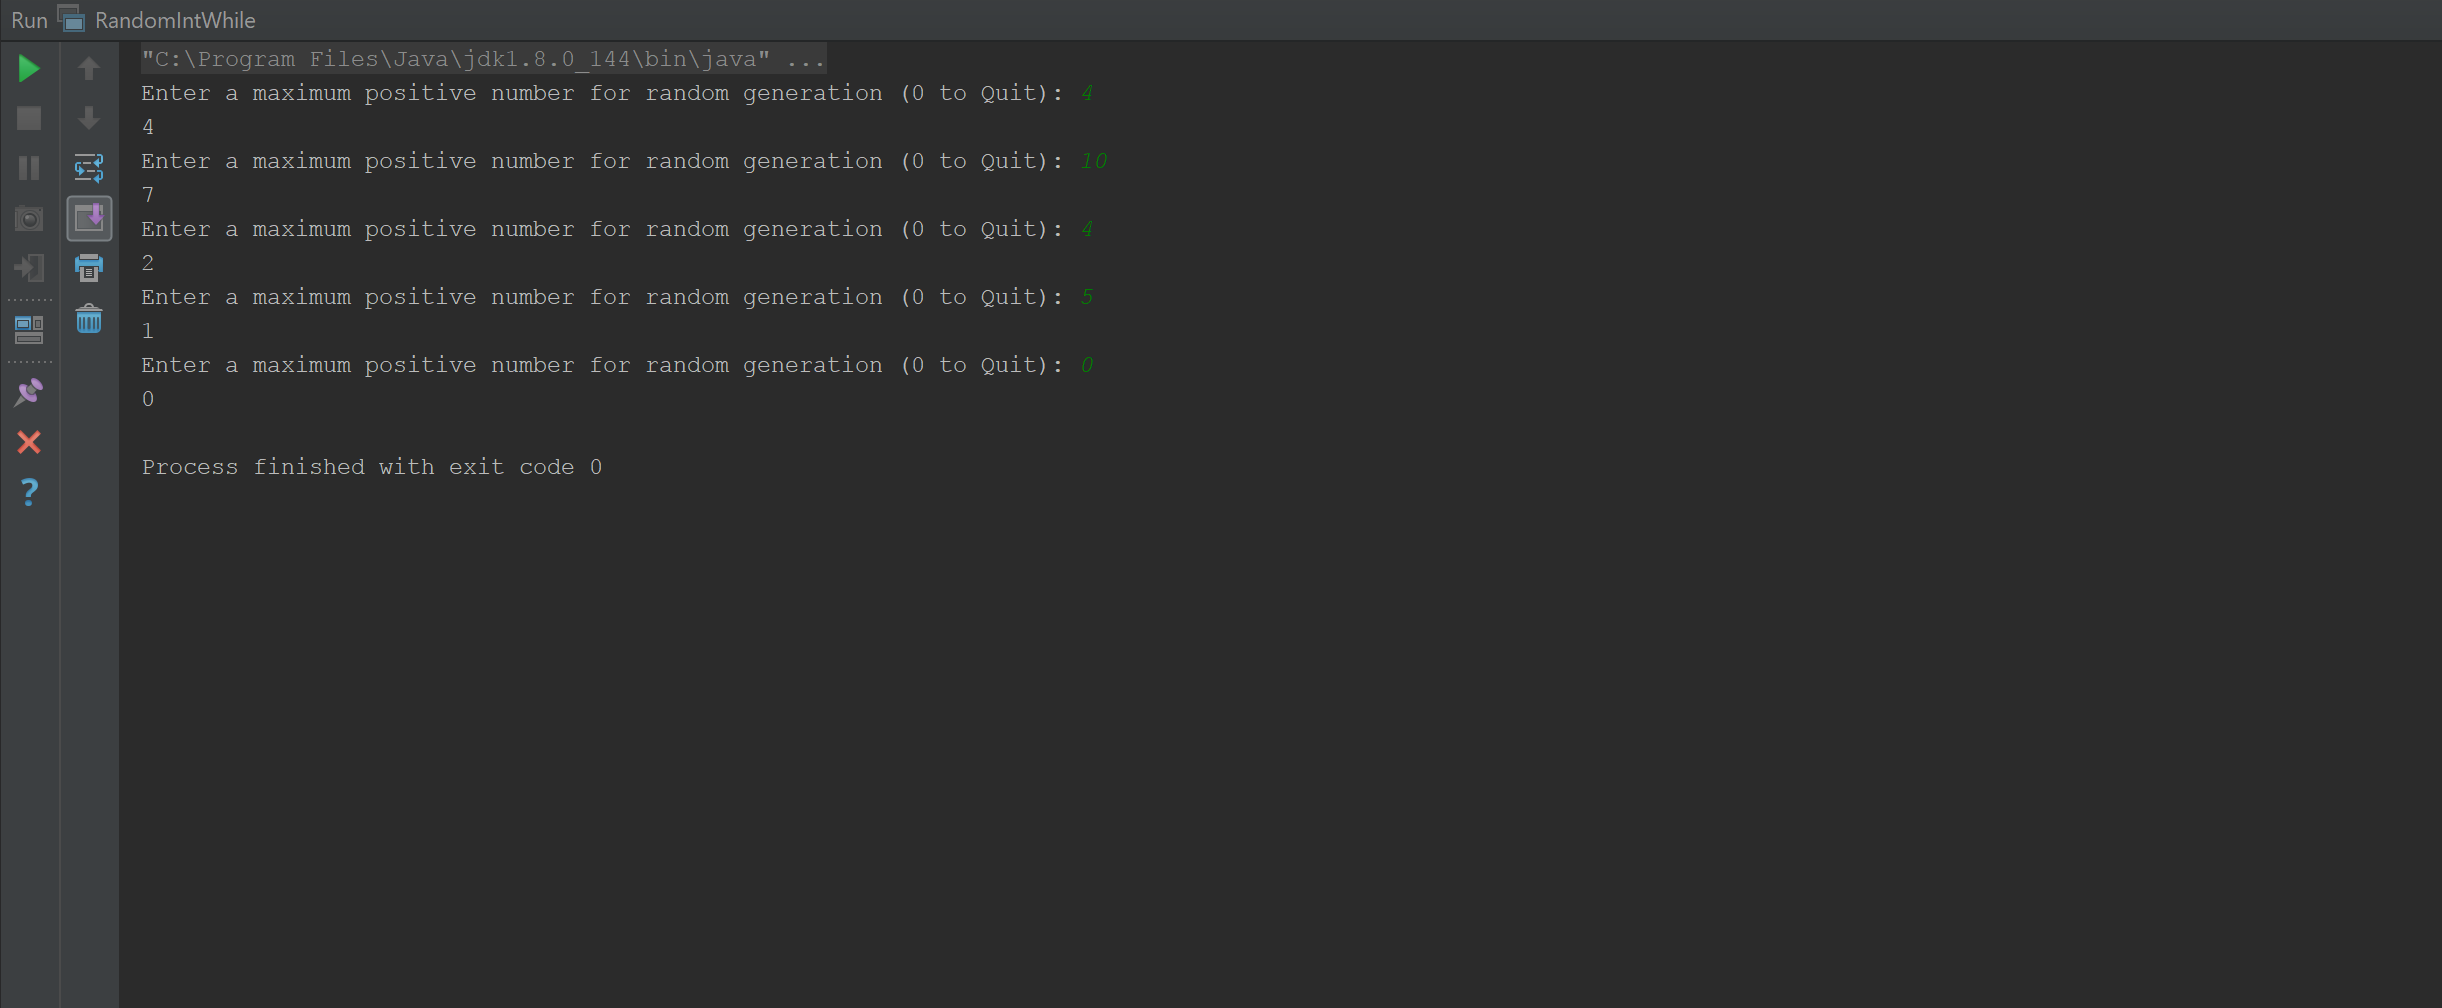 Run RandomIntWhile
"C:\Program Files\Java\jdk1.8.0_144\bin\java" ...
Enter a maximum positive number for random generation (0 to Quit): 4
4
Enter a maximum positive number for random generation (0 to Quit): 10
7
Enter a maximum positive number for random generation (0 to Quit): 4
2
Enter a maximum positive number for random generation (0 to Quit): 5
1
Enter a maximum positive number for random generation (0 to Quit): 0
0
Process finished with exit code 0